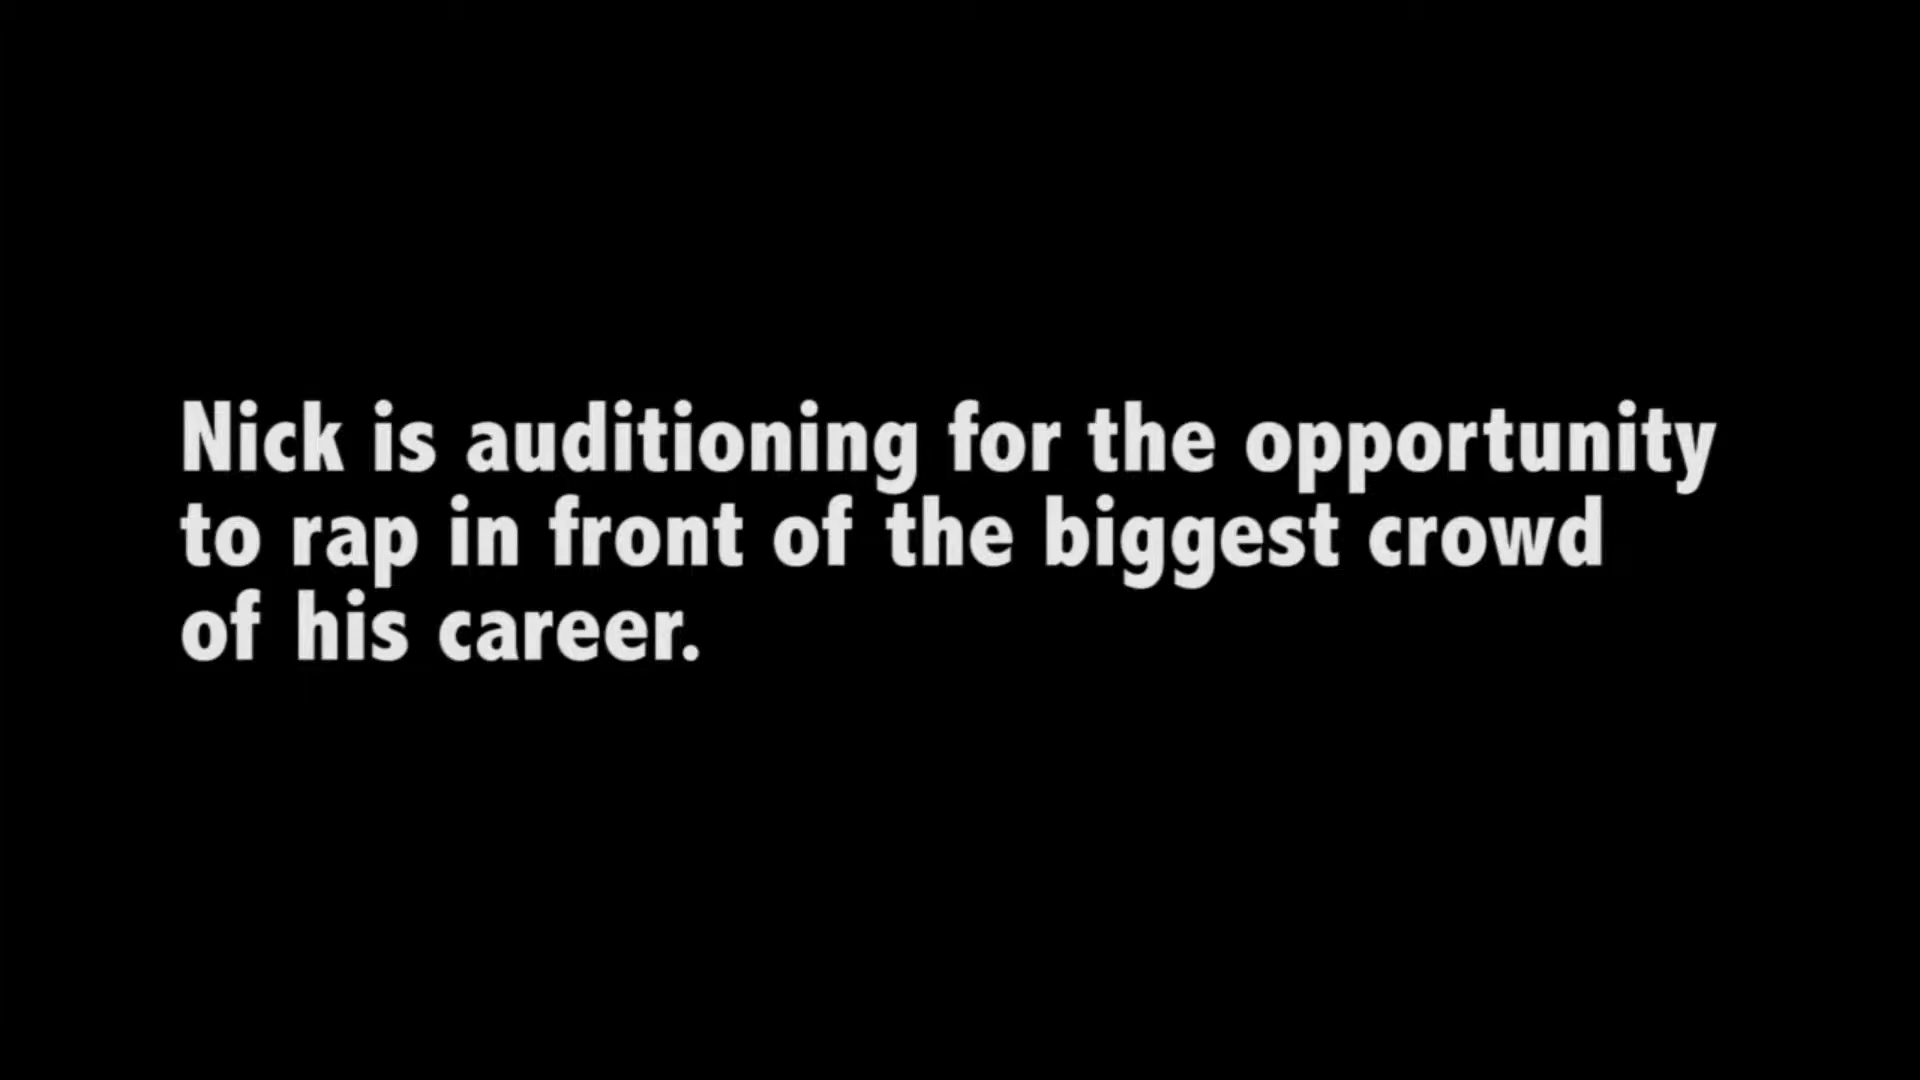 Nick is auditioning for the opportunity
to rap in front of the biggest crowd
of his career.